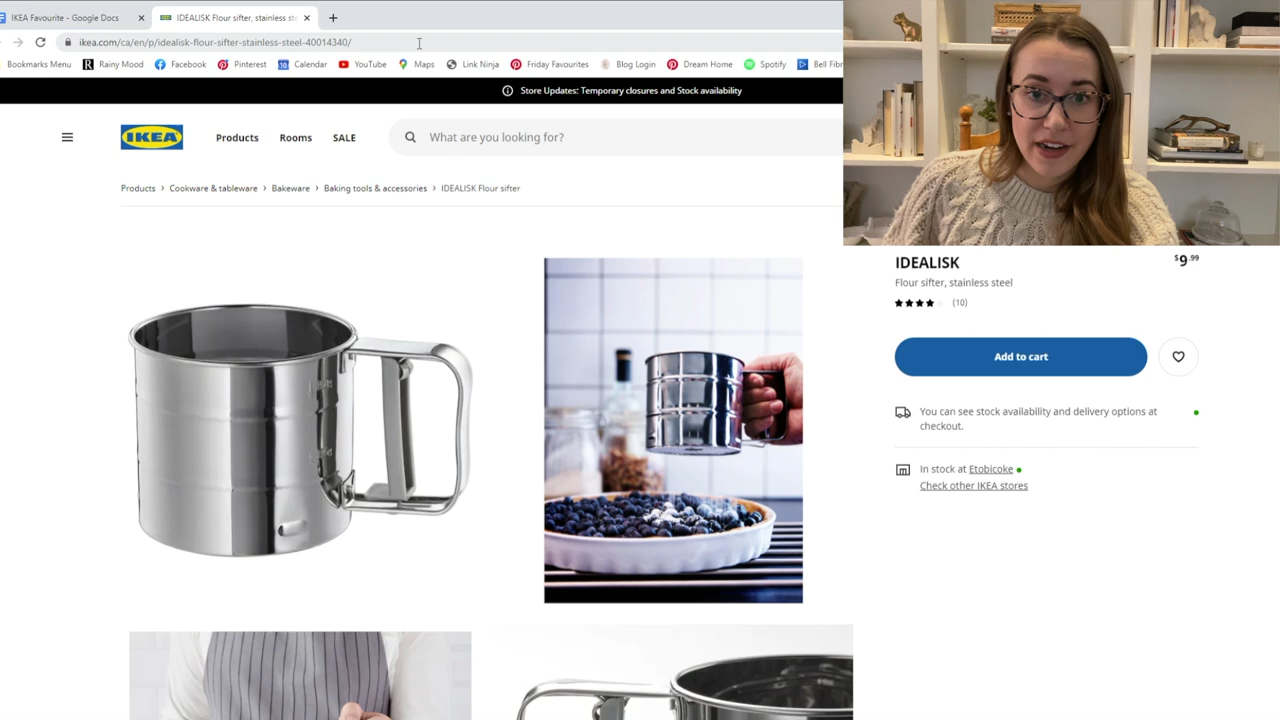 IKEA Favourite - Google Docs
IDEALISK Flour sifter, stainless st
ikea.com/ca/en/p/idealisk-flour-sifter-stainless-steel-40014340/
Bookmarks Menu
Rainy Mood
Facebook
Pinterest
Calendar
YouTube
Maps
Link Ninja
Friday Favourites
Blog Login
Dream Home
Spotify
Bell Fib
Store Updates: Temporary closures and Stock availability
IKEA
Products
Rooms
SALE
What are you looking for?
Products > Cookware & tableware > Bakeware > Baking tools & accessories > IDEALISK Flour sifter
IDEALISK
$9.99
Flour sifter, stainless steel
(10)
Add to cart
You can see stock availability and delivery options at
checkout.
In stock at Etobicoke
Check other IKEA stores